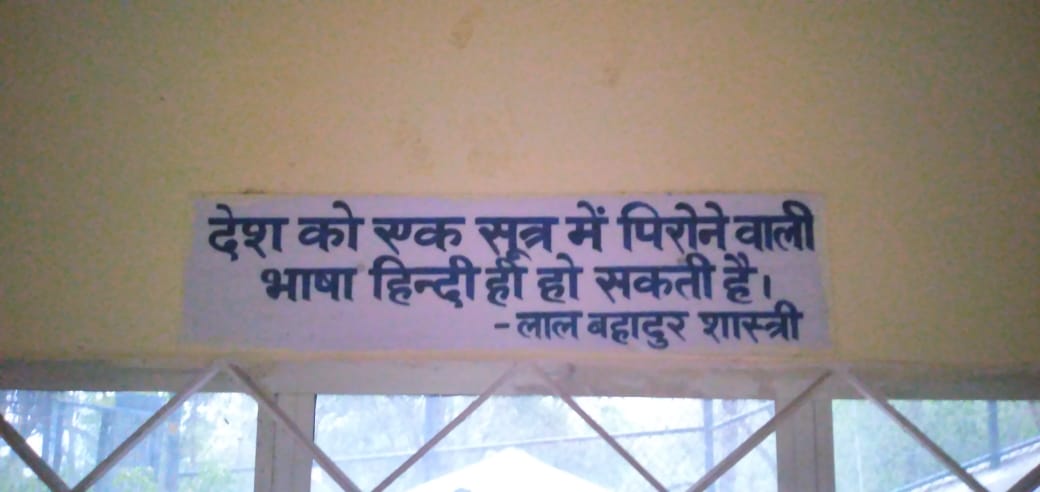 देश को एक सूत्र में पिरोने वाली
भाषा हिन्दी ही हो सकती है।
- लाल बहादुर शास्त्री